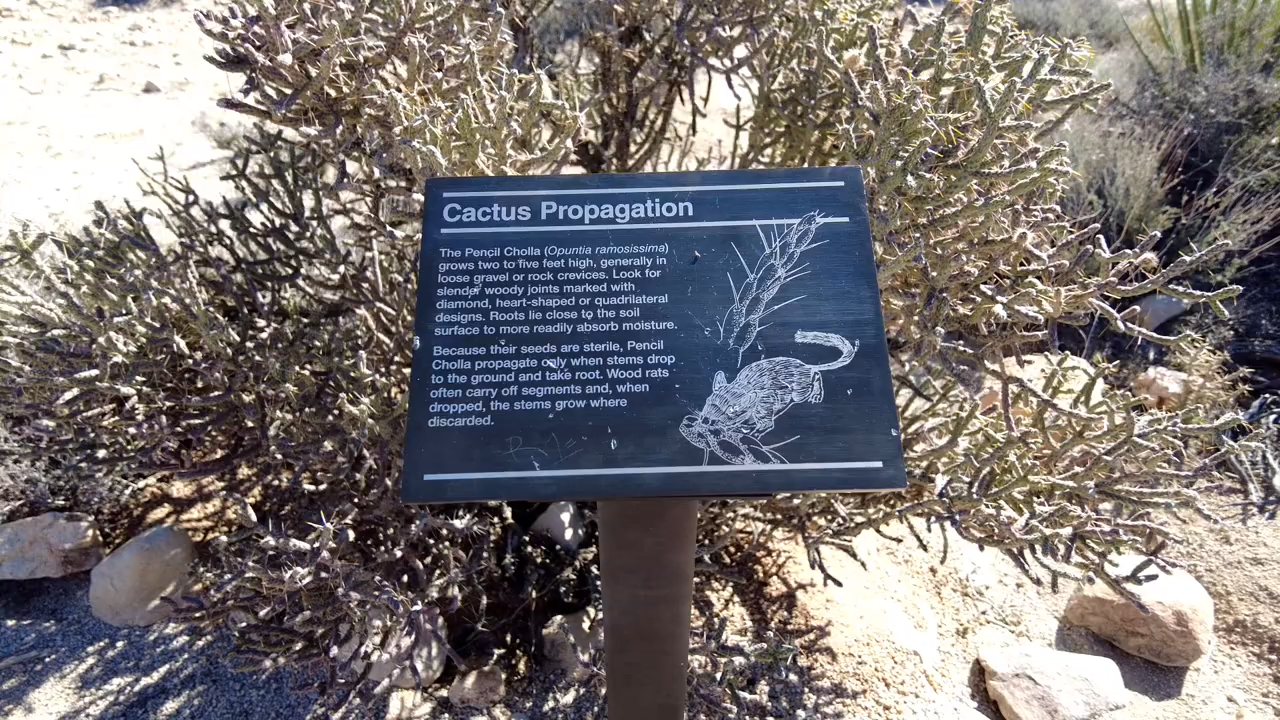 Cactus Propagation
The Pencil Cholla (Opuntia ramosissima)
grows two to five feet high, generally in
loose gravel or rock crevices. Look for
slender woody joints marked with
diamond, heart-shaped or quadrilateral
designs. Roots lie close to the soil
surface to more readily absorb moisture.
Because their seeds are sterile, Pencil
Cholla propagate only when stems drop
to the ground and take root. Wood rats
often carry off segments and, when
dropped, the stems grow where
discarded.